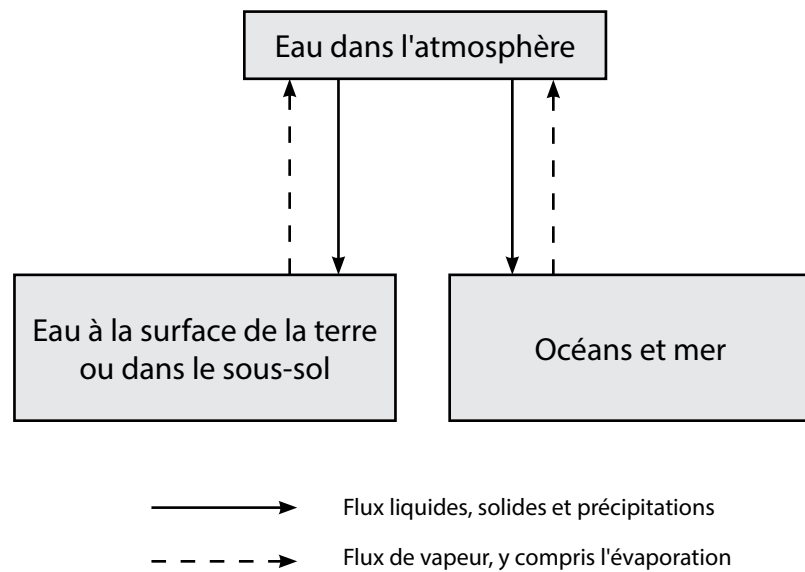 Eau dans l'atmosphère
Eau à la surface de la terre
ou dans le sous-sol
Océans et mer
Flux liquides, solides et précipitations
Flux de vapeur, y compris l'évaporation